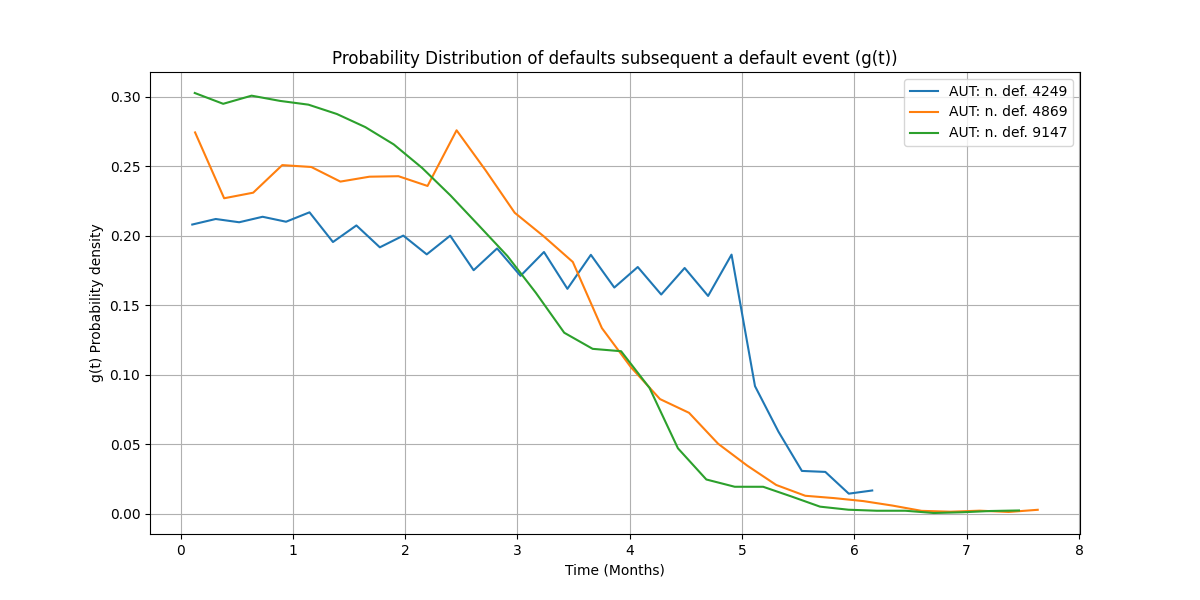 Probability Distribution of defaults subsequent a default event (g(t))
AUT: n. def. 4249
AUT: n. def. 4869
AUT: n. def. 9147
g(t) Probability density
0.30
0.25
0.20
0.15
0.10
0.05
0.00
0 1 2 3 4 5 6 7 8
Time (Months)